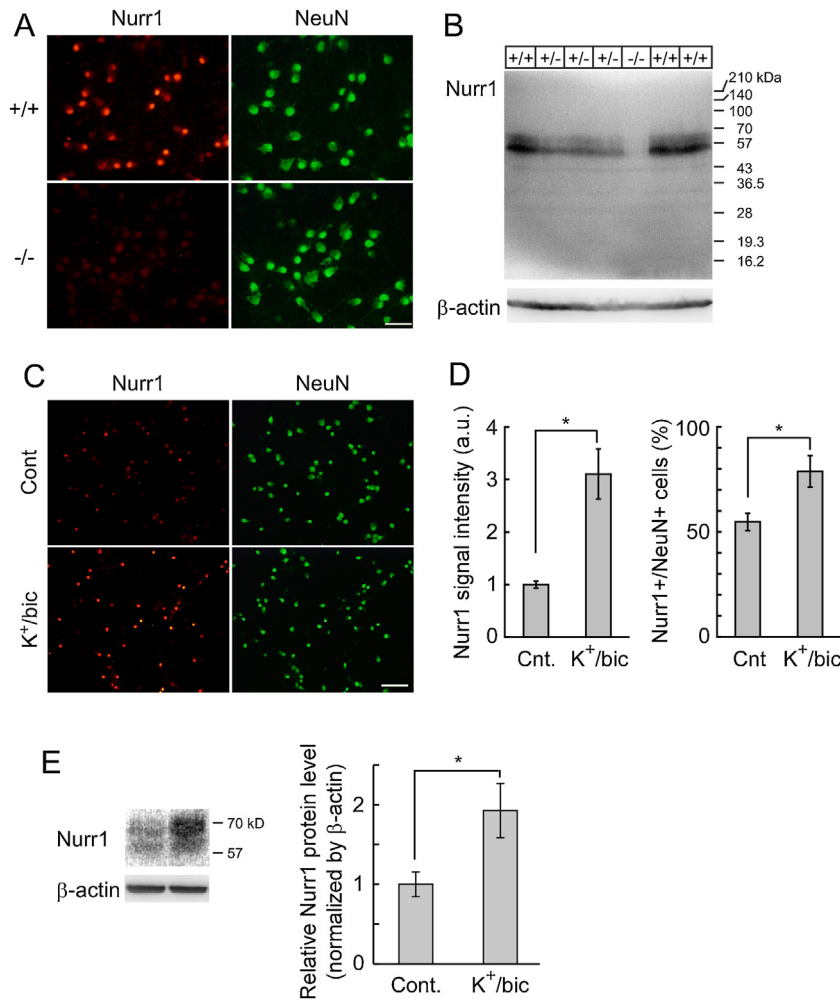 A
Nurr1
NeuN
+/+
-/-
B
+/+ +/- +/- +/- -/- +/+ +/+
Nurr1
210 kDa
140
100
70
57
43
36.5
28
19.3
16.2
β-actin
C
Nurr1
NeuN
Cont
K⁺/bic
D
Nurr1 signal intensity (a.u.)
4
3
2
1
0
*
Cnt.
K⁺/bic
Nurr1+/NeuN+ cells (%)
100
50
0
*
Cnt
K⁺/bic
E
Nurr1
70 kD
57
β-actin
Relative Nurr1 protein level
(normalized by β-actin)
2
1
0
*
Cont.
K⁺/bic